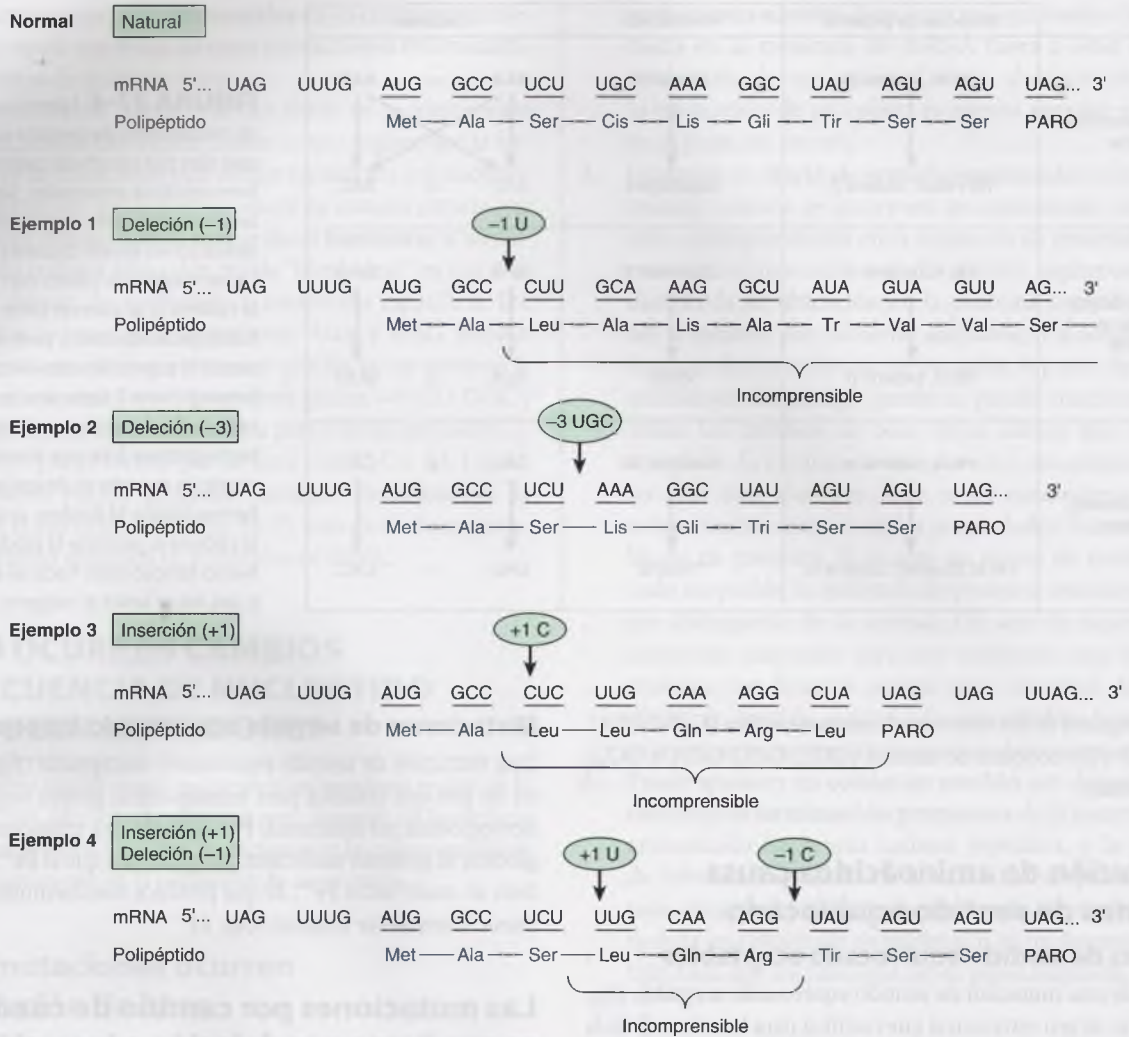 Normal Natural
mRNA 5'... UAG UUUG AUG GCC UCU UGC AAA GGC UAU AGU AGU UAG... 3'
Polipéptido Met — Ala — Ser — Cis — Lis — Gli — Tir — Ser — Ser PARO
Ejemplo 1 Deleción (–1) –1 U
mRNA 5'... UAG UUUG AUG GCC CUU GCA AAG GCU AUA GUA GUU AG... 3'
Polipéptido Met — Ala — Leu — Ala — Lis — Ala — Tr — Val — Val — Ser —
Incomprensible
Ejemplo 2 Deleción (–3) –3 UGC
mRNA 5'... UAG UUUG AUG GCC UCU AAA GGC UAU AGU AGU UAG... 3'
Polipéptido Met — Ala — Ser — Lis — Gli — Tri — Ser — Ser PARO
Ejemplo 3 Inserción (+1) +1 C
mRNA 5'... UAG UUUG AUG GCC CUC UUG CAA AGG CUA UAG UAG UUAG... 3'
Polipéptido Met — Ala — Leu — Leu — Gln — Arg — Leu PARO
Incomprensible
Ejemplo 4 Inserción (+1)
Deleción (–1)
+1 U –1 C
mRNA 5'... UAG UUUG AUG GCC UCU UUG CAA AGG UAU AGU AGU UAG... 3'
Polipéptido Met — Ala — Ser — Leu — Gln — Arg — Tir — Ser — Ser PARO
Incomprensible